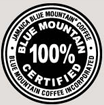 JAMAICA BLUE MOUNTAIN COFFEE
BLUE MOUNTAIN
100%
CERTIFIED
BLUE MOUNTAIN COFFEE INCORPORATED